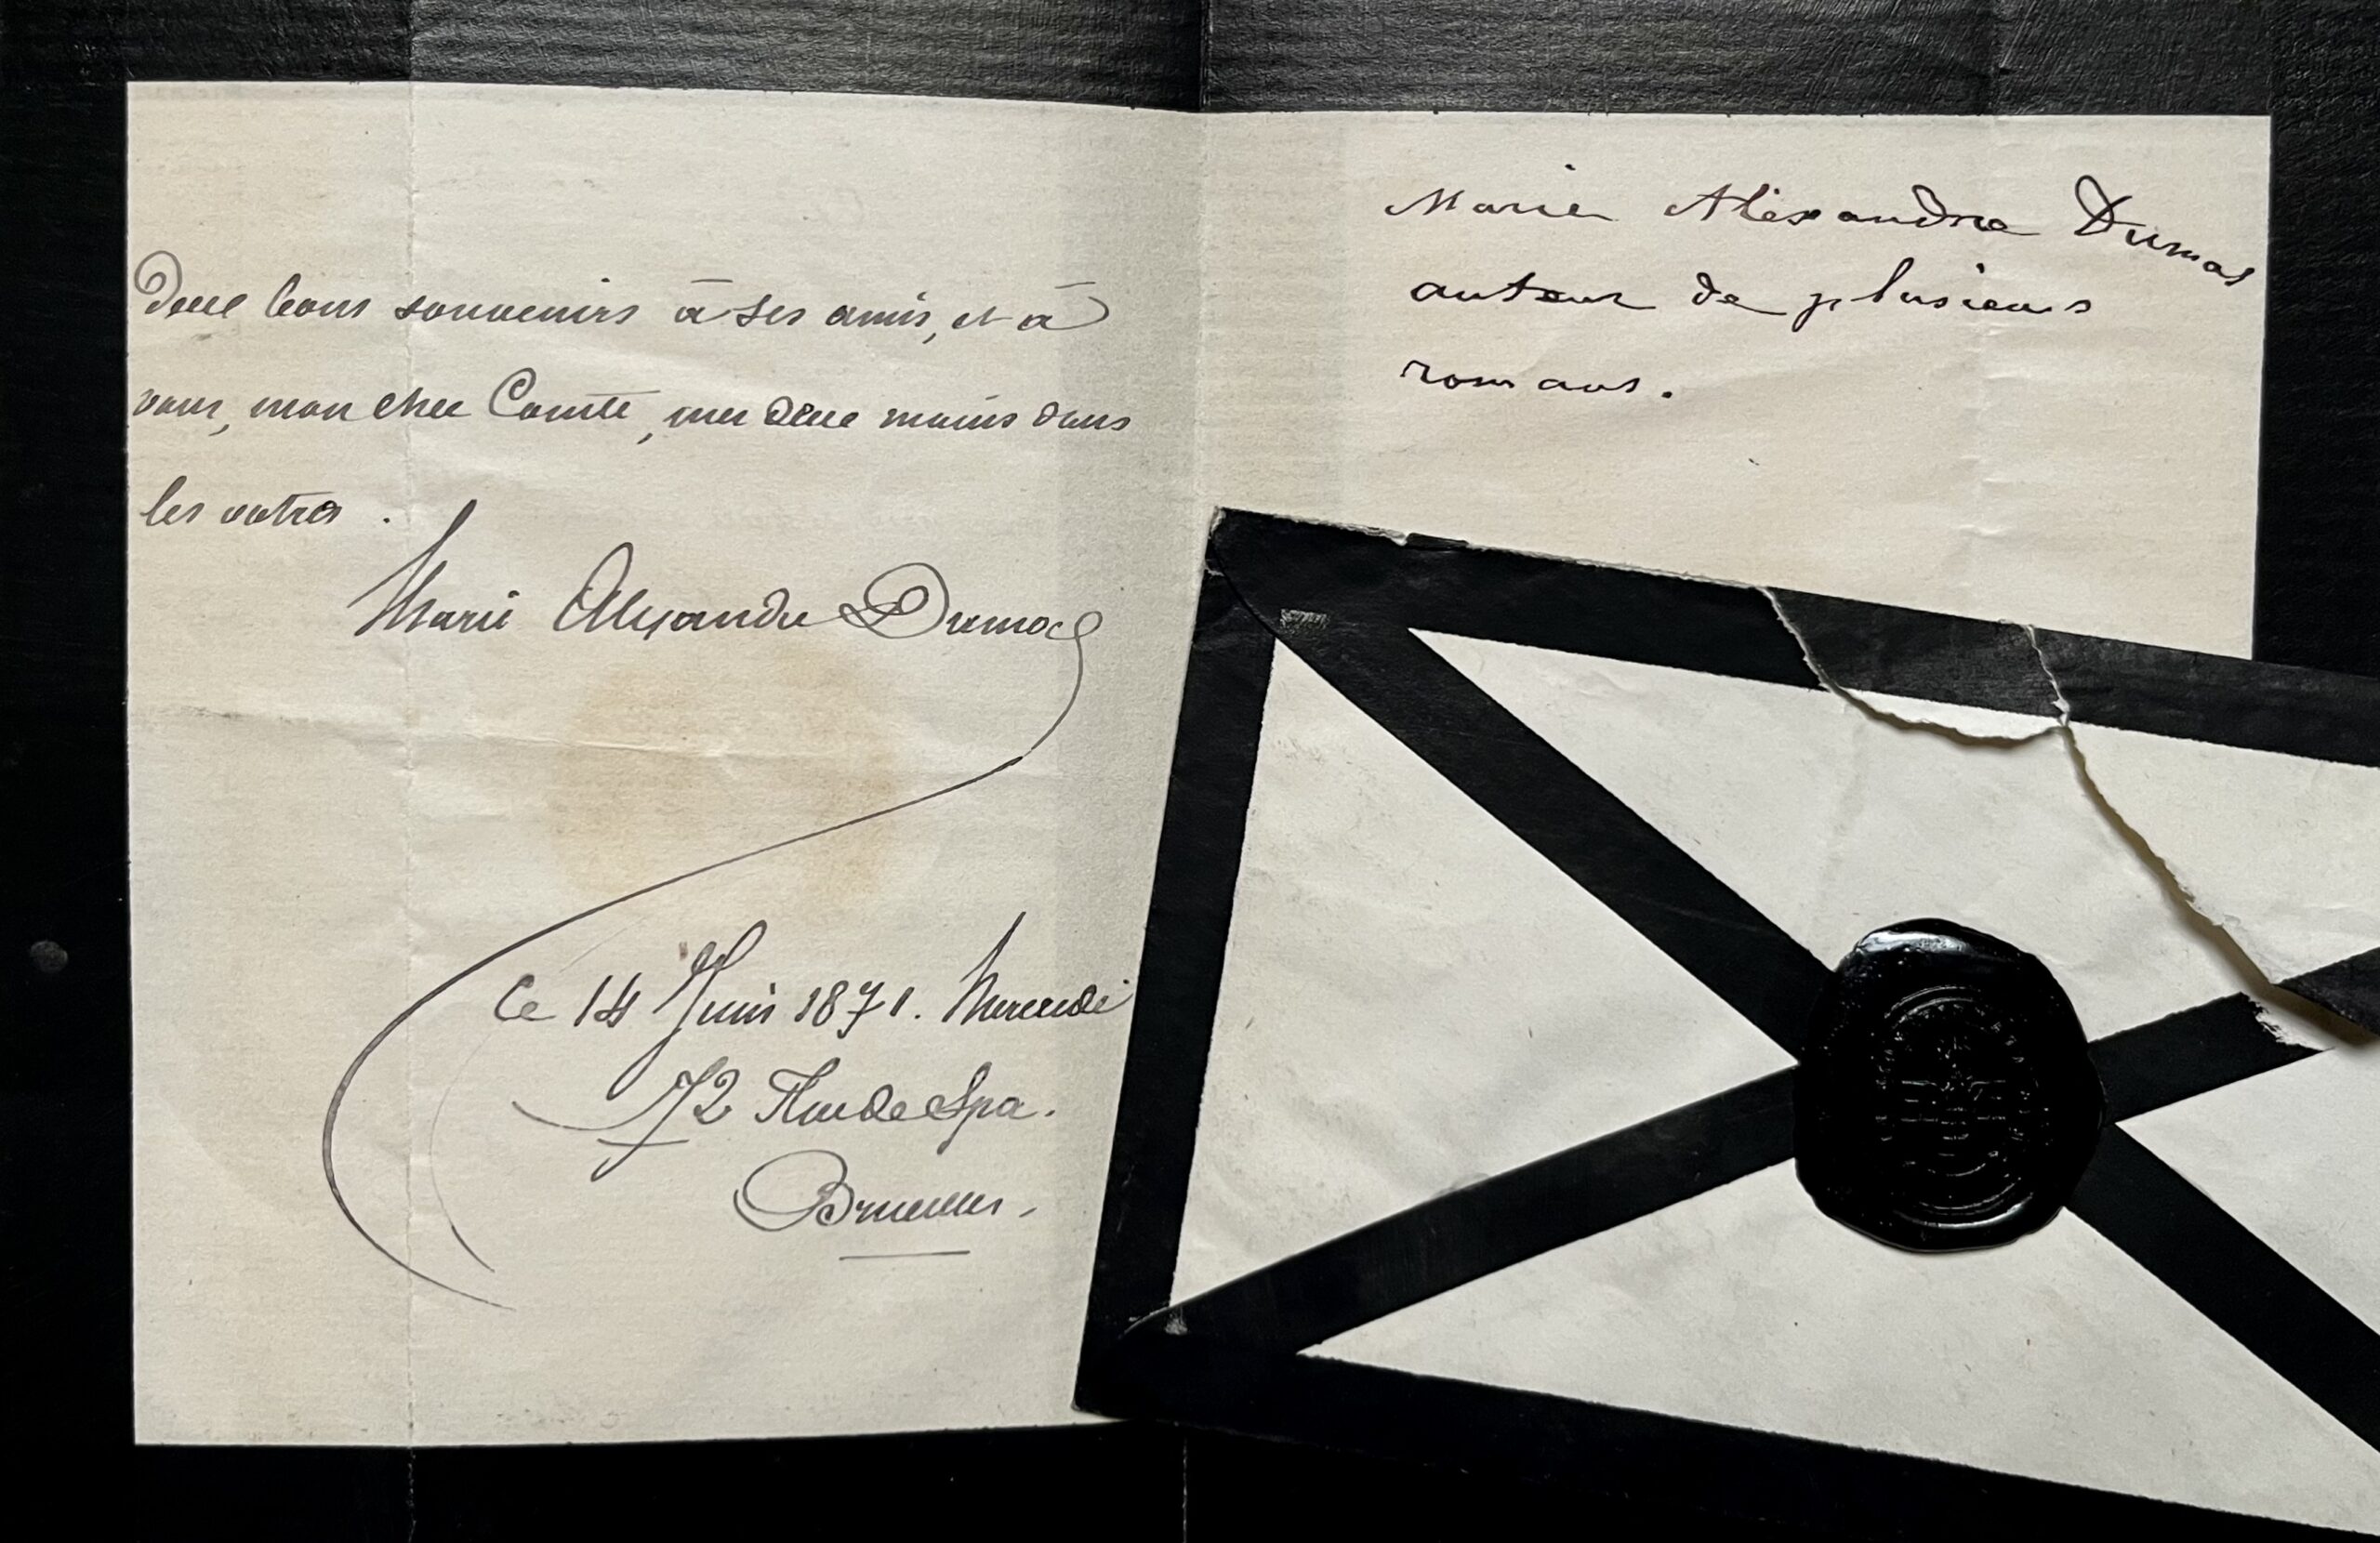 deux bons souvenirs à ses amis, et à
vous, mon cher Comte, mes deux mains dans
les votres.
Marie Alexandre Dumas
Ce 14 Juin 1871. Mercredi
72 Rue de Spa.
Bruxelles.
Marie Alexandre Dumas
auteur de plusieurs
romans.